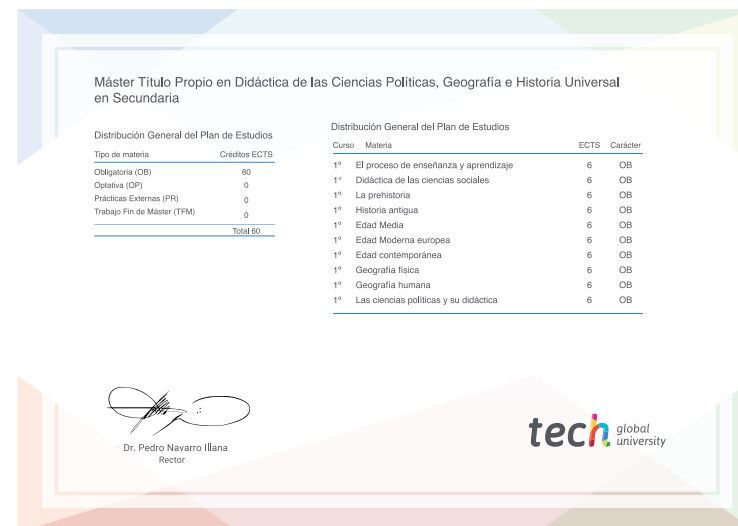 Máster Título Propio en Didáctica de las Ciencias Políticas, Geografía e Historia Universal
en Secundaria
Distribución General del Plan de Estudios
Tipo de materia Créditos ECTS
Obligatoria (OB) 60
Optativa (OP) 0
Prácticas Externas (PR) 0
Trabajo Fin de Máster (TFM) 0
Total 60
Distribución General del Plan de Estudios
Curso Materia ECTS Carácter
1º El proceso de enseñanza y aprendizaje 6 OB
1º Didáctica de las ciencias sociales 6 OB
1º La prehistoria 6 OB
1º Historia antigua 6 OB
1º Edad Media 6 OB
1º Edad Moderna europea 6 OB
1º Edad contemporánea 6 OB
1º Geografía física 6 OB
1º Geografía humana 6 OB
1º Las ciencias políticas y su didáctica 6 OB
Dr. Pedro Navarro Illana
Rector
tech global
university